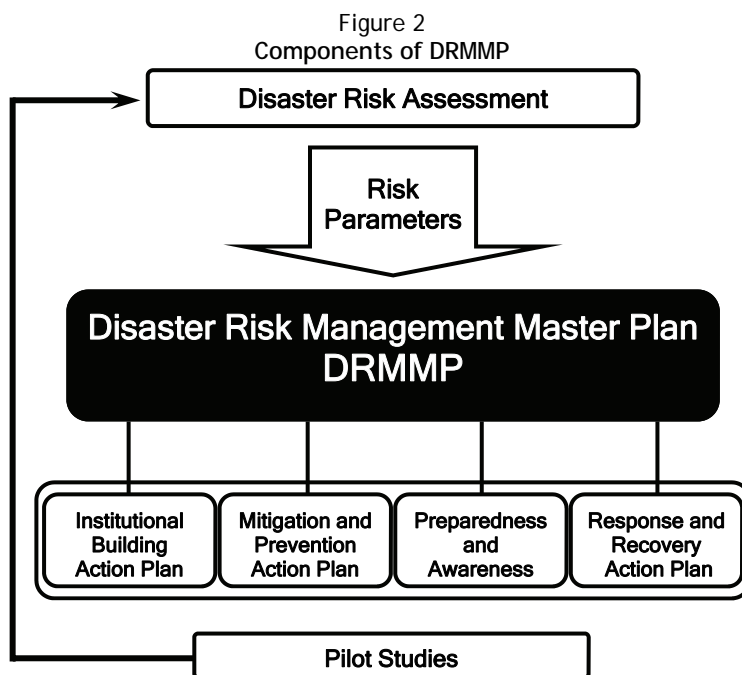 Figure 2
Components of DRMMP
Disaster Risk Assessment
Risk
Parameters
Disaster Risk Management Master Plan
DRMMP
Institutional
Building
Action Plan
Mitigation and
Prevention
Action Plan
Preparedness
and
Awareness
Response and
Recovery
Action Plan
Pilot Studies